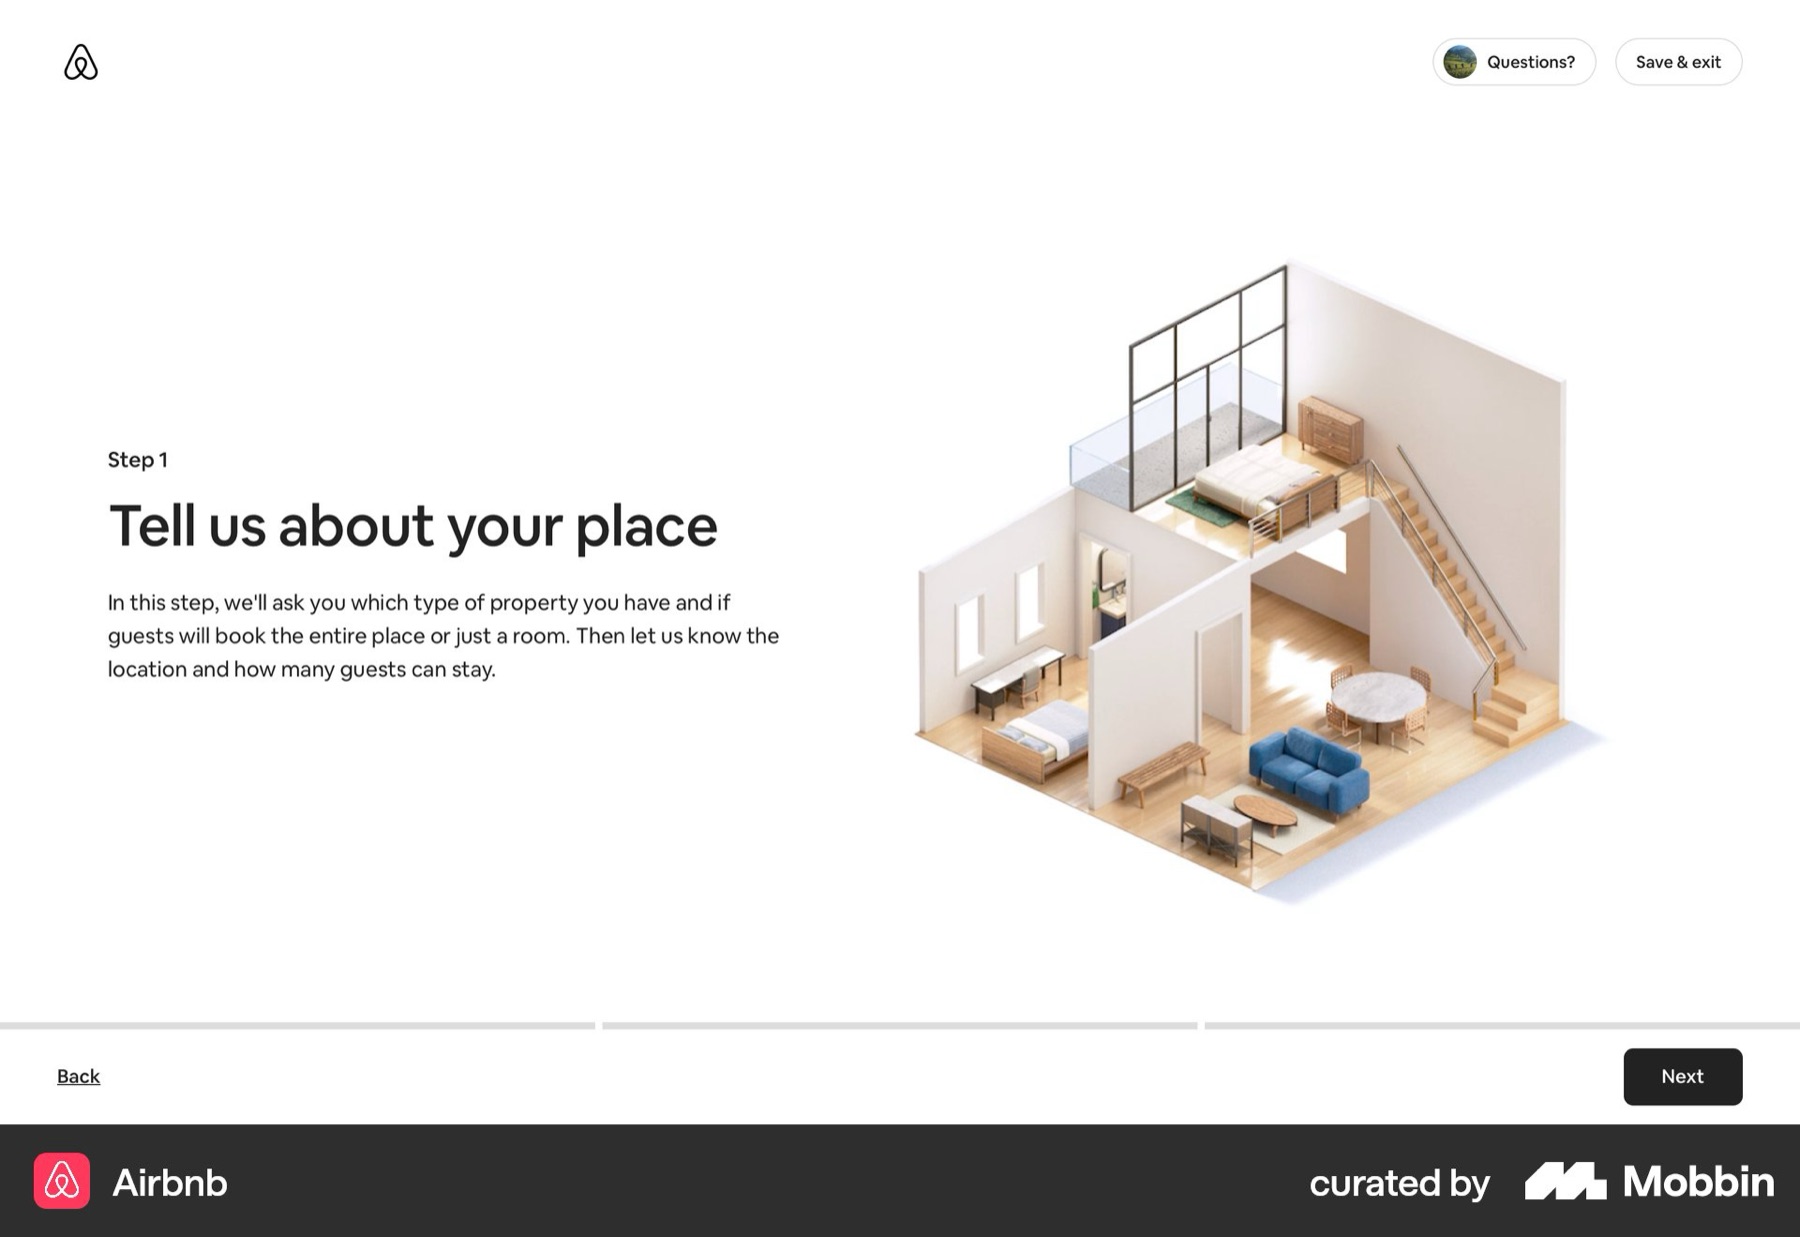 Questions?
Save & exit
Step 1
Tell us about your place
In this step, we'll ask you which type of property you have and if
guests will book the entire place or just a room. Then let us know the
location and how many guests can stay.
Back
Next
Airbnb
curated by Mobbin